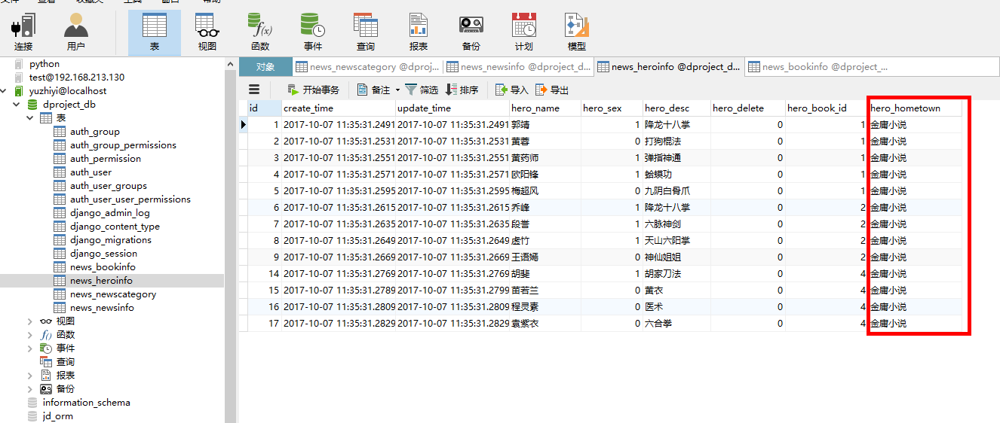 连接 用户 表 视图 函数 事件 查询 报表 备份 计划 模型
python
test@192.168.213.130
yuzhiyi@localhost
dproject_db
表
auth_group
auth_group_permissions
auth_permission
auth_user
auth_user_groups
auth_user_user_permissions
django_admin_log
django_content_type
django_migrations
django_session
news_bookinfo
news_heroinfo
news_newscategory
news_newsinfo
视图
函数
事件
查询
报表
备份
information_schema
jd_orm
对象 news_newscategory @dproj... news_newsinfo @dproject_d... news_heroinfo @dproject_d... news_bookinfo @dproject_...
开始事务 备注 筛选 排序 导入 导出
id create_time update_time hero_name hero_sex hero_desc hero_delete hero_book_id hero_hometown
1 2017-10-07 11:35:31.2491 2017-10-07 11:35:31.2491 郭靖 1 降龙十八掌 0 1 金庸小说
2 2017-10-07 11:35:31.2531 2017-10-07 11:35:31.2531 黄蓉 0 打狗棍法 0 1 金庸小说
3 2017-10-07 11:35:31.2551 2017-10-07 11:35:31.2551 黄药师 1 弹指神通 0 1 金庸小说
4 2017-10-07 11:35:31.2571 2017-10-07 11:35:31.2571 欧阳锋 1 蛤蟆功 0 1 金庸小说
5 2017-10-07 11:35:31.2595 2017-10-07 11:35:31.2595 梅超风 0 九阴白骨爪 0 1 金庸小说
6 2017-10-07 11:35:31.2615 2017-10-07 11:35:31.2615 乔峰 1 降龙十八掌 0 2 金庸小说
7 2017-10-07 11:35:31.2635 2017-10-07 11:35:31.2635 段誉 1 六脉神剑 0 2 金庸小说
8 2017-10-07 11:35:31.2649 2017-10-07 11:35:31.2649 虚竹 1 天山六阳掌 0 2 金庸小说
9 2017-10-07 11:35:31.2669 2017-10-07 11:35:31.2669 王语嫣 0 神仙姐姐 0 2 金庸小说
14 2017-10-07 11:35:31.2769 2017-10-07 11:35:31.2769 胡斐 1 胡家刀法 0 4 金庸小说
15 2017-10-07 11:35:31.2789 2017-10-07 11:35:31.2799 苗若兰 0 黄衣 0 4 金庸小说
16 2017-10-07 11:35:31.2809 2017-10-07 11:35:31.2809 程灵素 0 医术 0 4 金庸小说
17 2017-10-07 11:35:31.2829 2017-10-07 11:35:31.2829 袁紫衣 0 六合拳 0 4 金庸小说